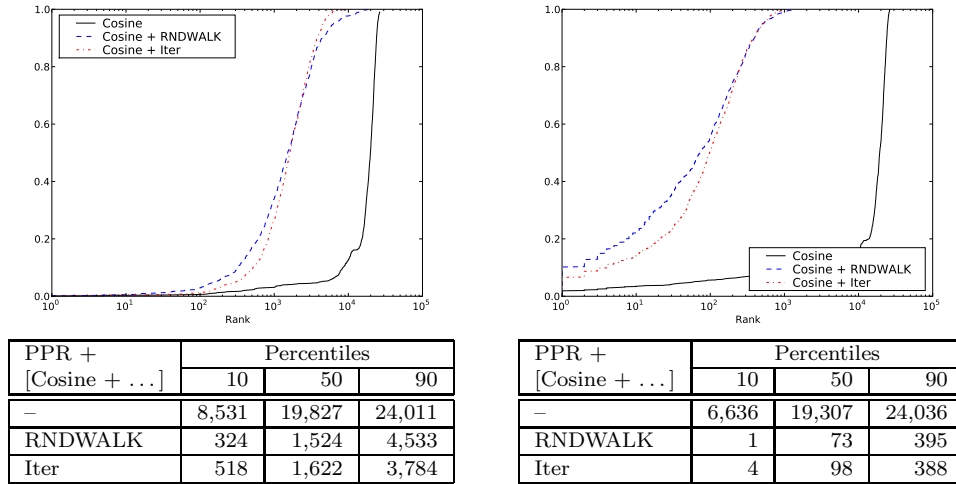 1.0
0.8
0.6
0.4
0.2
0.0
10^0
10^1
10^2
10^3
10^4
10^5
Rank
Cosine
Cosine + RNDWALK
Cosine + Iter
1.0
0.8
0.6
0.4
0.2
0.0
10^0
10^1
10^2
10^3
10^4
10^5
Rank
Cosine
Cosine + RNDWALK
Cosine + Iter
PPR + Percentiles
[Cosine + ...] 10 50 90
– 8,531 19,827 24,011
RNDWALK 324 1,524 4,533
Iter 518 1,622 3,784
PPR + Percentiles
[Cosine + ...] 10 50 90
– 6,636 19,307 24,036
RNDWALK 1 73 395
Iter 4 98 388